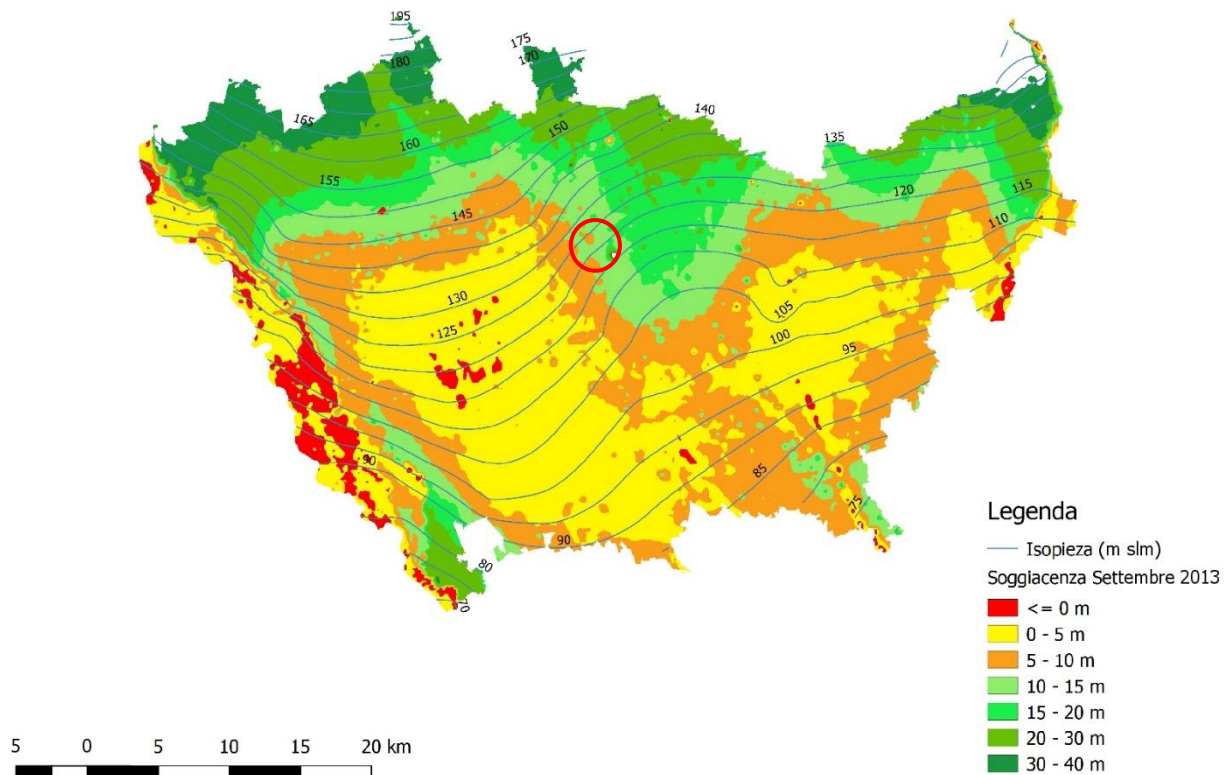 195
180
175
170
140
165
150
160
135
155
120
115
145
110
130
105
125
100
95
90
85
75
90
80
70
Legenda
Isopieza (m slm)
Soggiacenza Settembre 2013
<= 0 m
0 - 5 m
5 - 10 m
10 - 15 m
15 - 20 m
20 - 30 m
30 - 40 m
5 0 5 10 15 20 km